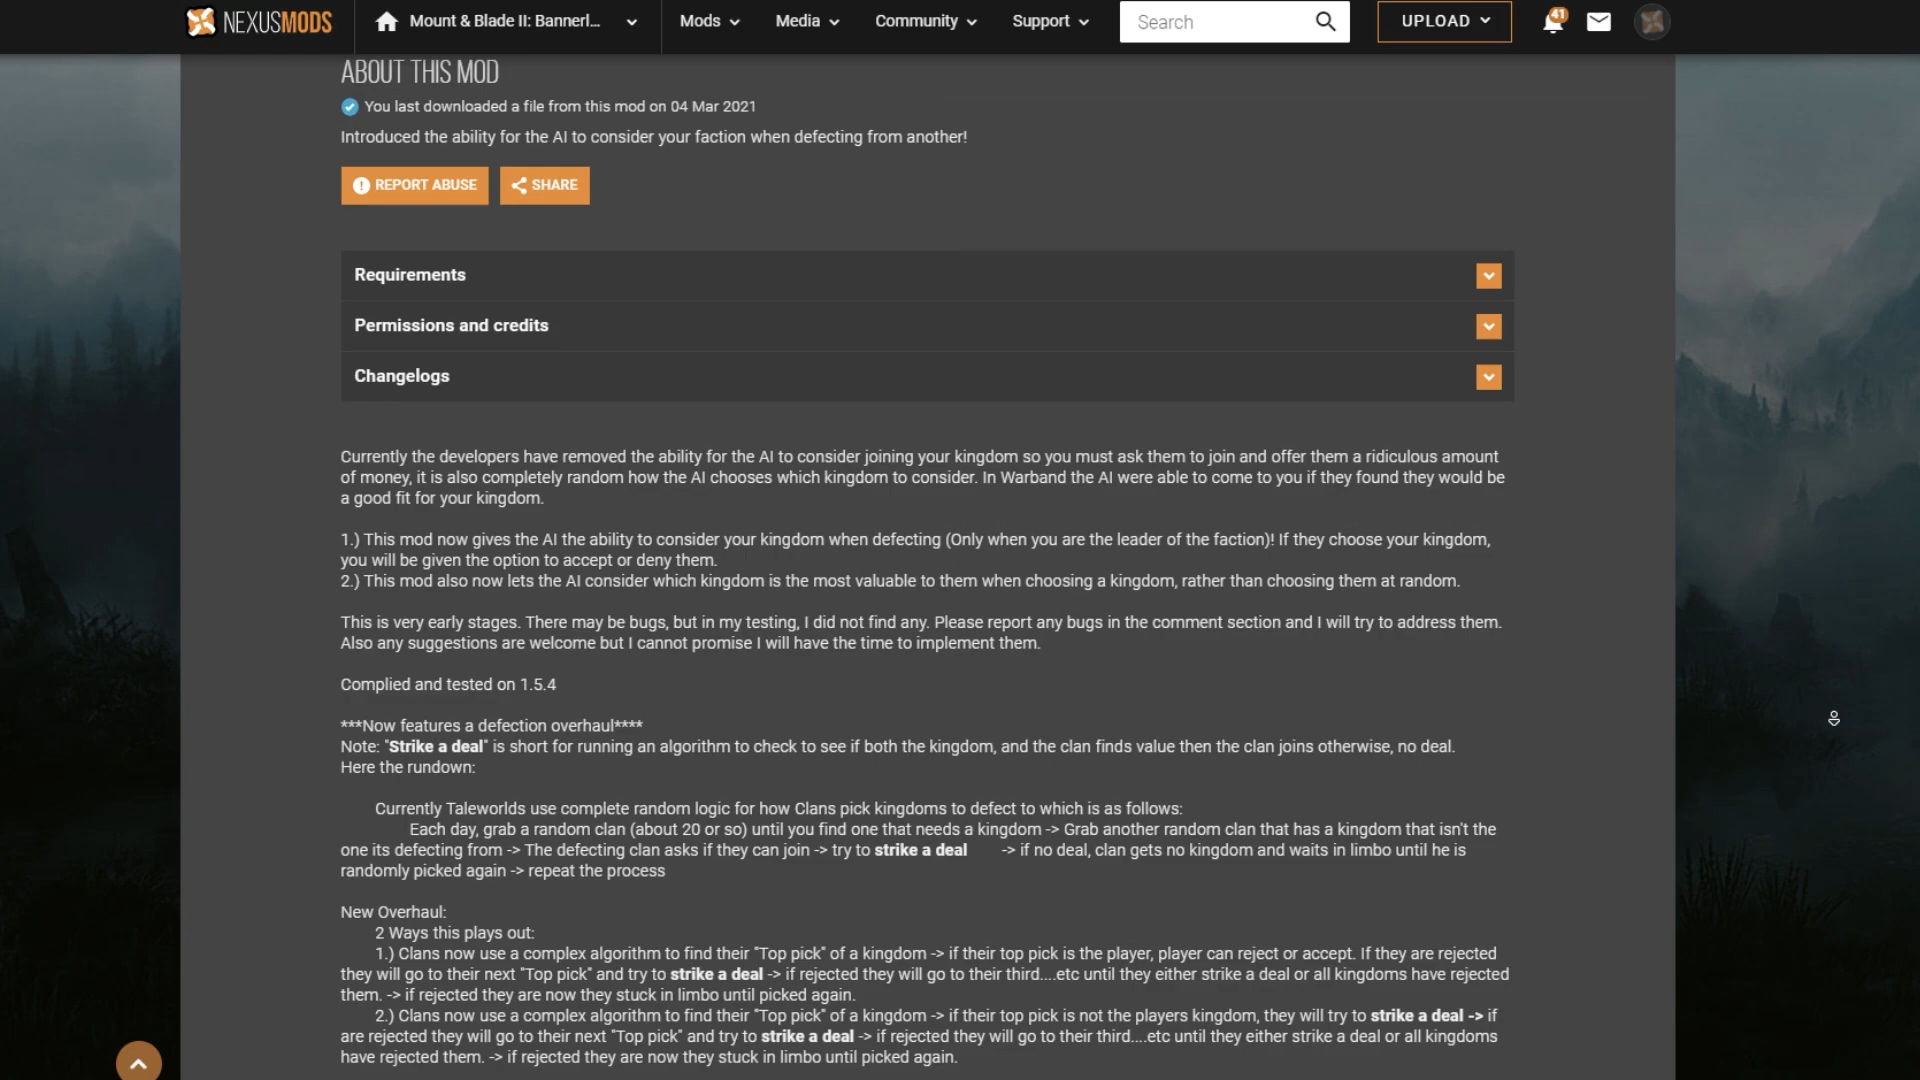 NEXUSMODS
Mount & Blade II: Bannerl...
Mods
Media
Community
Support
Search
UPLOAD
41
ABOUT THIS MOD
You last downloaded a file from this mod on 04 Mar 2021
Introduced the ability for the AI to consider your faction when defecting from another!
REPORT ABUSE
SHARE
Requirements
Permissions and credits
Changelogs
Currently the developers have removed the ability for the AI to consider joining your kingdom so you must ask them to join and offer them a ridiculous amount
of money, it is also completely random how the AI chooses which kingdom to consider. In Warband the AI were able to come to you if they found they would be
a good fit for your kingdom.
1.) This mod now gives the AI the ability to consider your kingdom when defecting (Only when you are the leader of the faction)! If they choose your kingdom,
you will be given the option to accept or deny them.
2.) This mod also now lets the AI consider which kingdom is the most valuable to them when choosing a kingdom, rather than choosing them at random.
This is very early stages. There may be bugs, but in my testing, I did not find any. Please report any bugs in the comment section and I will try to address them.
Also any suggestions are welcome but I cannot promise I will have the time to implement them.
Complied and tested on 1.5.4
***Now features a defection overhaul****
Note: "Strike a deal" is short for running an algorithm to check to see if both the kingdom, and the clan finds value then the clan joins otherwise, no deal.
Here the rundown:
Currently Taleworlds use complete random logic for how Clans pick kingdoms to defect to which is as follows:
Each day, grab a random clan (about 20 or so) until you find one that needs a kingdom -> Grab another random clan that has a kingdom that isn't the
one its defecting from -> The defecting clan asks if they can join -> try to strike a deal -> if no deal, clan gets no kingdom and waits in limbo until he is
randomly picked again -> repeat the process
New Overhaul:
2 Ways this plays out:
1.) Clans now use a complex algorithm to find their "Top pick" of a kingdom -> if their top pick is the player, player can reject or accept. If they are rejected
they will go to their next "Top pick" and try to strike a deal -> if rejected they will go to their third....etc until they either strike a deal or all kingdoms have rejected
them. -> if rejected they are now they stuck in limbo until picked again.
2.) Clans now use a complex algorithm to find their "Top pick" of a kingdom -> if their top pick is not the players kingdom, they will try to strike a deal -> if
are rejected they will go to their next "Top pick" and try to strike a deal -> if rejected they will go to their third....etc until they either strike a deal or all kingdoms
have rejected them. -> if rejected they are now they stuck in limbo until picked again.